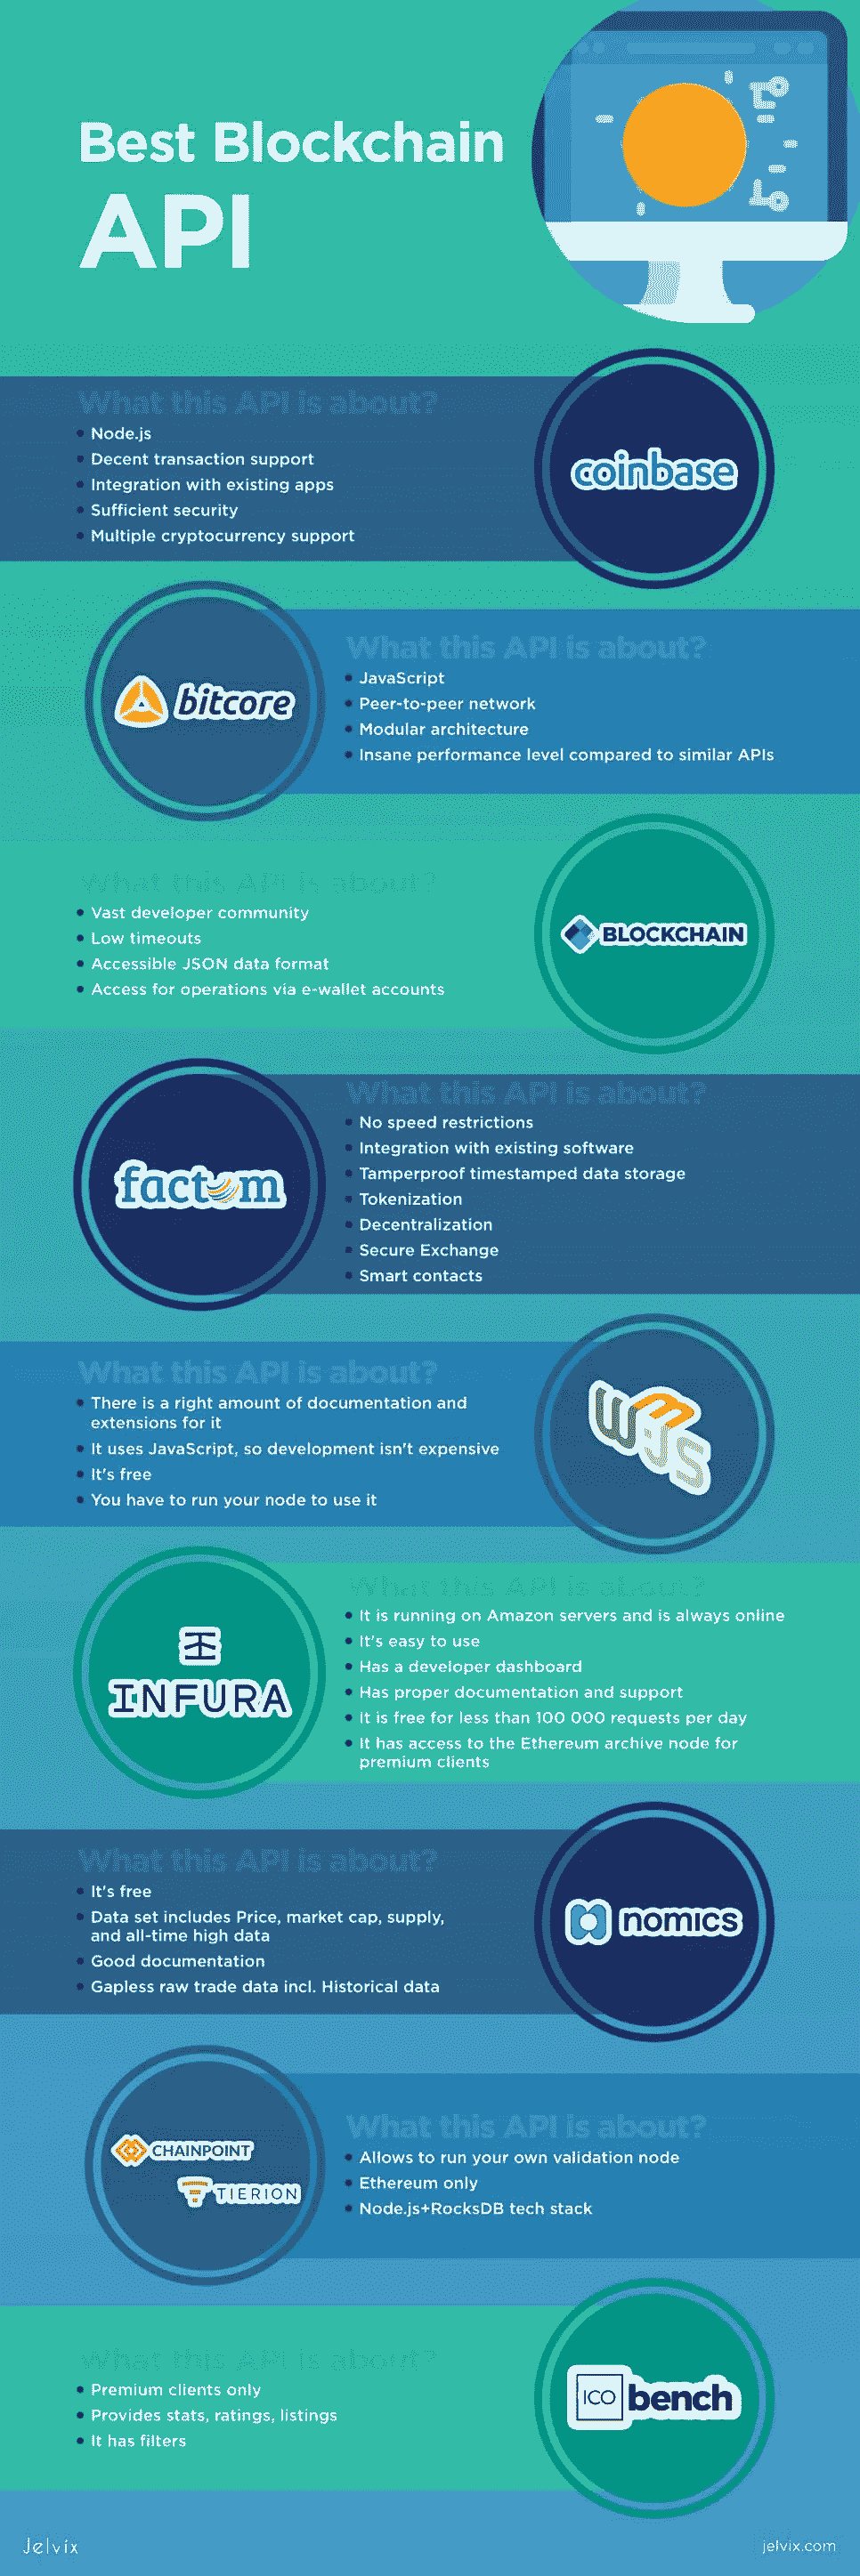 Best Blockchain
API
What this API is about?
Node.js
Decent transaction support
Integration with existing apps
Sufficient security
Multiple cryptocurrency support
coinbase
bitcore
What this API is about?
JavaScript
Peer-to-peer network
Modular architecture
Insane performance level compared to similar APIs
What this API is about?
Vast developer community
Low timeouts
Accessible JSON data format
Access for operations via e-wallet accounts
BLOCKCHAIN
factom
What this API is about?
No speed restrictions
Integration with existing software
Tamperproof timestamped data storage
Tokenization
Decentralization
Secure Exchange
Smart contacts
What this API is about?
There is a right amount of documentation and
extensions for it
It uses JavaScript, so development isn't expensive
It's free
You have to run your node to use it
INFURA
What this API is about?
It is running on Amazon servers and is always online
It's easy to use
Has a developer dashboard
Has proper documentation and support
It is free for less than 100 000 requests per day
It has access to the Ethereum archive node for
premium clients
What this API is about?
It's free
Data set includes Price, market cap, supply,
and all-time high data
Good documentation
Gapless raw trade data incl. Historical data
nomics
CHAINPOINT
TIERION
What this API is about?
Allows to run your own validation node
Ethereum only
Node.js+RocksDB tech stack
What this API is about?
Premium clients only
Provides stats, ratings, listings
It has filters
ICO bench
Jelvix
jelvix.com